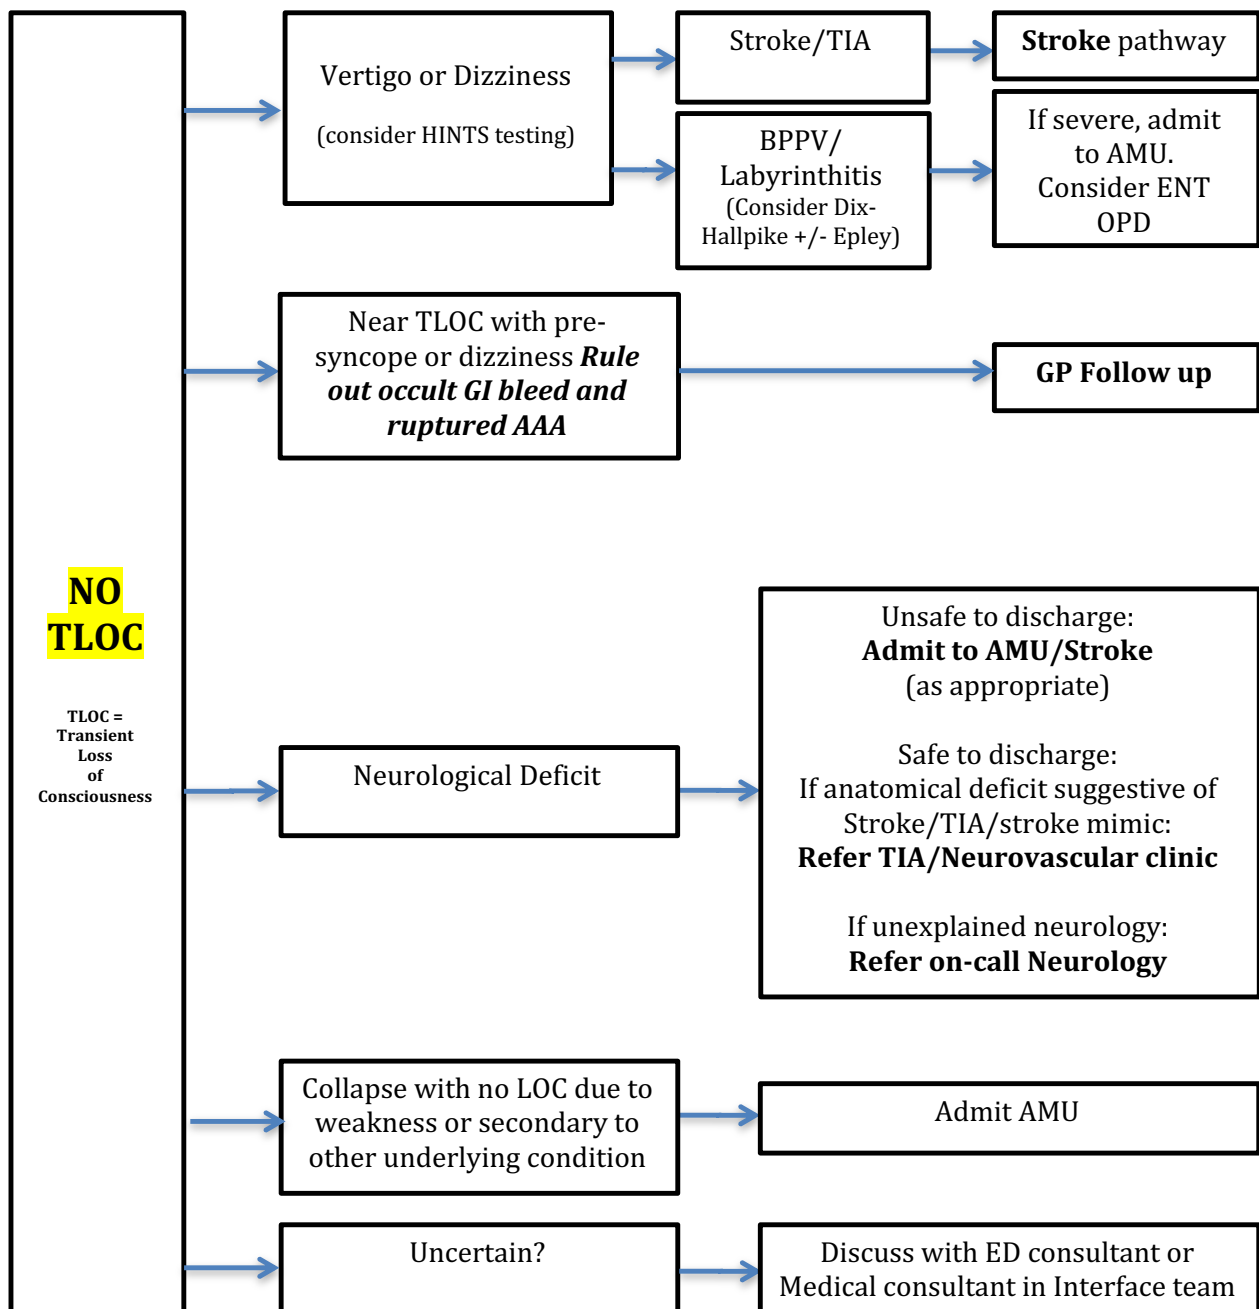 NO
TLOC
TLOC =
Transient
Loss
of
Consciousness
Vertigo or Dizziness
(consider HINTS testing)
Stroke/TIA
Stroke pathway
BPPV/
Labyrinthitis
(Consider Dix-
Hallpike +/- Epley)
If severe, admit
to AMU.
Consider ENT
OPD
Near TLOC with pre-
syncope or dizziness Rule
out occult GI bleed and
ruptured AAA
GP Follow up
Neurological Deficit
Unsafe to discharge:
Admit to AMU/Stroke
(as appropriate)
Safe to discharge:
If anatomical deficit suggestive of
Stroke/TIA/stroke mimic:
Refer TIA/Neurovascular clinic
If unexplained neurology:
Refer on-call Neurology
Collapse with no LOC due to
weakness or secondary to
other underlying condition
Admit AMU
Uncertain?
Discuss with ED consultant or
Medical consultant in Interface team